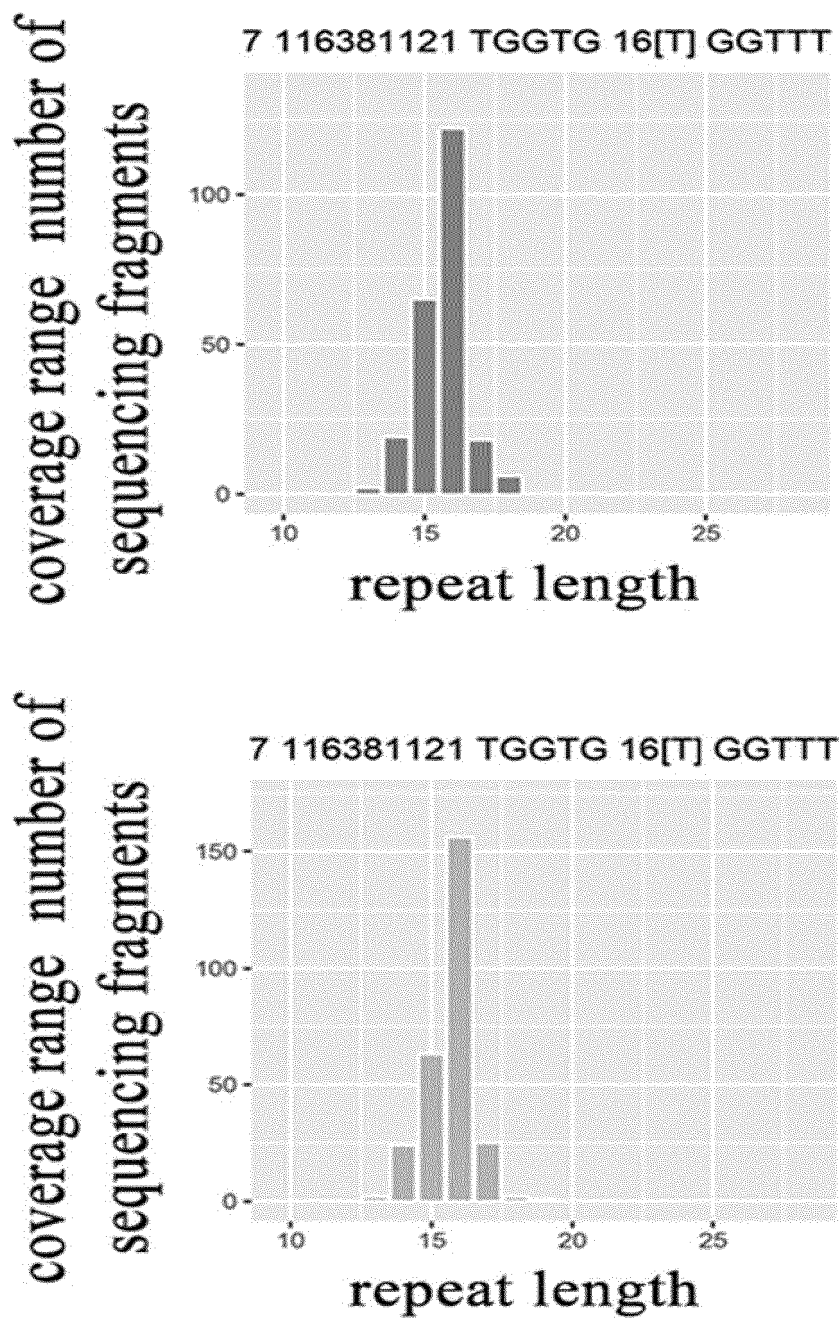 7 116381121 TGGTG 16[T] GGTTT
coverage range number of
sequencing fragments
100
50
0
10 15 20 25
repeat length
7 116381121 TGGTG 16[T] GGTTT
coverage range number of
sequencing fragments
150
100
50
0
10 15 20 25
repeat length